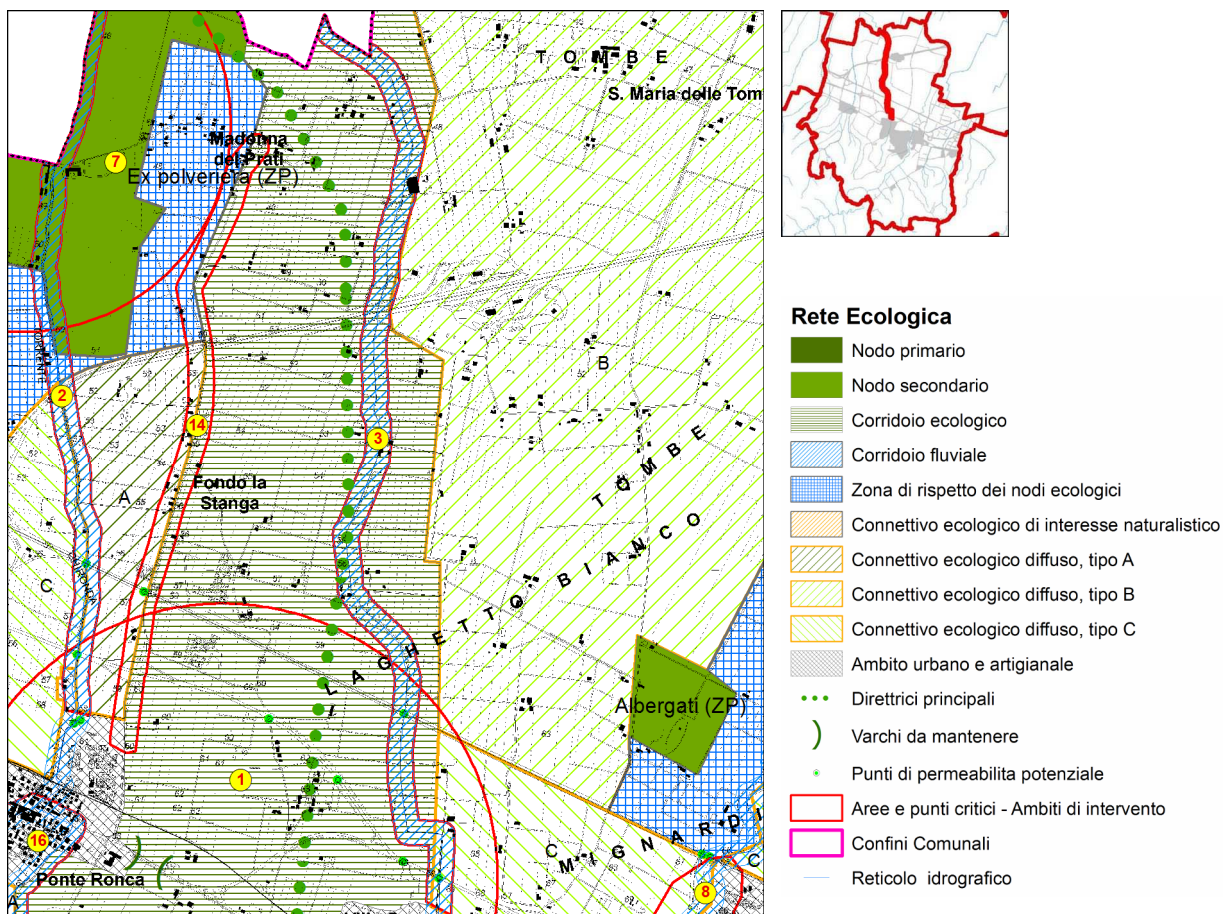 T O M B E
S. Maria delle Tom
Madonna
dei Prati
7
Ex polveriera (ZP)
B
2
14
3
T O M B E
Fondo la
Stanga
A
C
L A G H E T T O B I A N C O
Albergati (ZP)
1
16
Ponte Ronca
A
C
M I G N A R D I
C
8
Rete Ecologica
Nodo primario
Nodo secondario
Corridoio ecologico
Corridoio fluviale
Zona di rispetto dei nodi ecologici
Connettivo ecologico di interesse naturalistico
Connettivo ecologico diffuso, tipo A
Connettivo ecologico diffuso, tipo B
Connettivo ecologico diffuso, tipo C
Ambito urbano e artigianale
Direttrici principali
Varchi da mantenere
Punti di permeabilita potenziale
Aree e punti critici - Ambiti di intervento
Confini Comunali
Reticolo idrografico